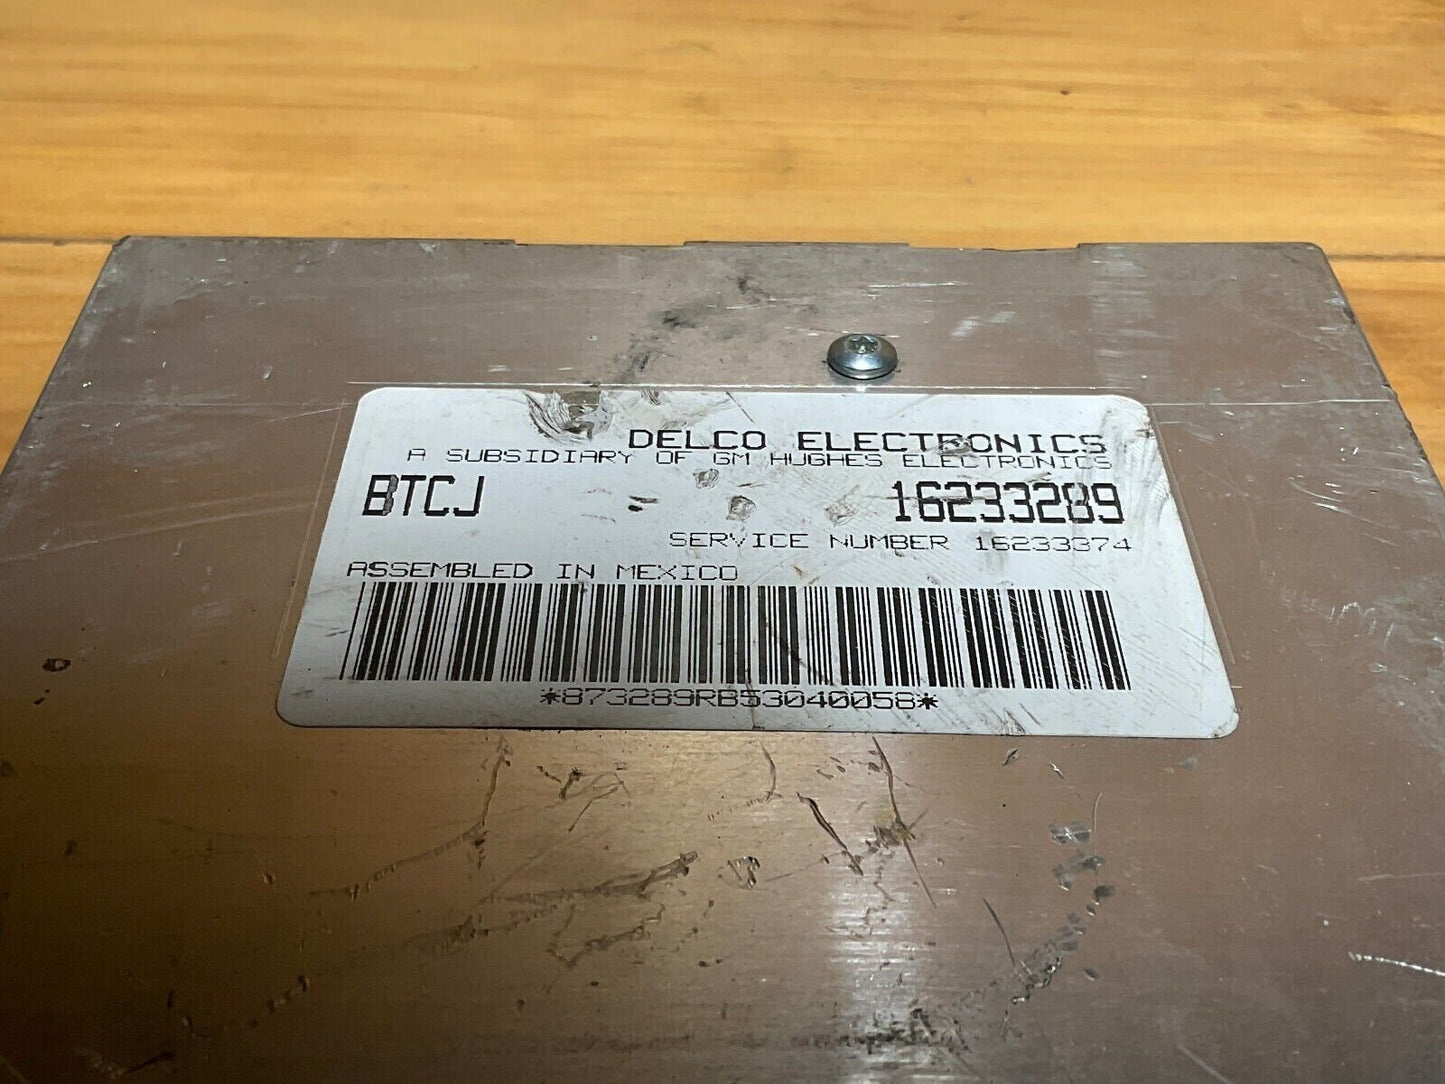 DELCO ELECTRONICS
A SUBSIDIARY OF GM HUGHES ELECTRONICS
BTCJ 16233289
SERVICE NUMBER 16233374
ASSEMBLED IN MEXICO
*873289RB53040058*